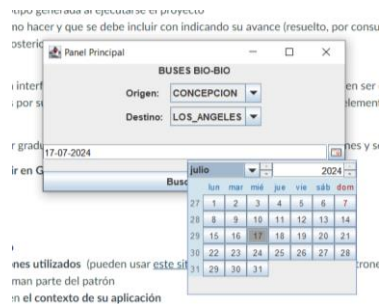 tipo generada al ejecutarse el proyecto
no hacer y que se debe incluir con indicando su avance (resuelto, por consu
posterio
Panel Principal
BUSES BIO-BIO
Origen: CONCEPCION
Destino: LOS_ANGELES
17-07-2024
interf
en ser
s por su
element
r gradu
nes y se
ir en G
Busc
julio 2024
lun mar mié jue vie sáb dom
27 1 2 3 4 5 6 7
28 8 9 10 11 12 13 14
29 15 16 17 18 19 20 21
30 22 23 24 25 26 27 28
31 29 30 31
nes utilizados (pueden usar este sit
trone
man parte del patrón
n el contexto de su aplicación